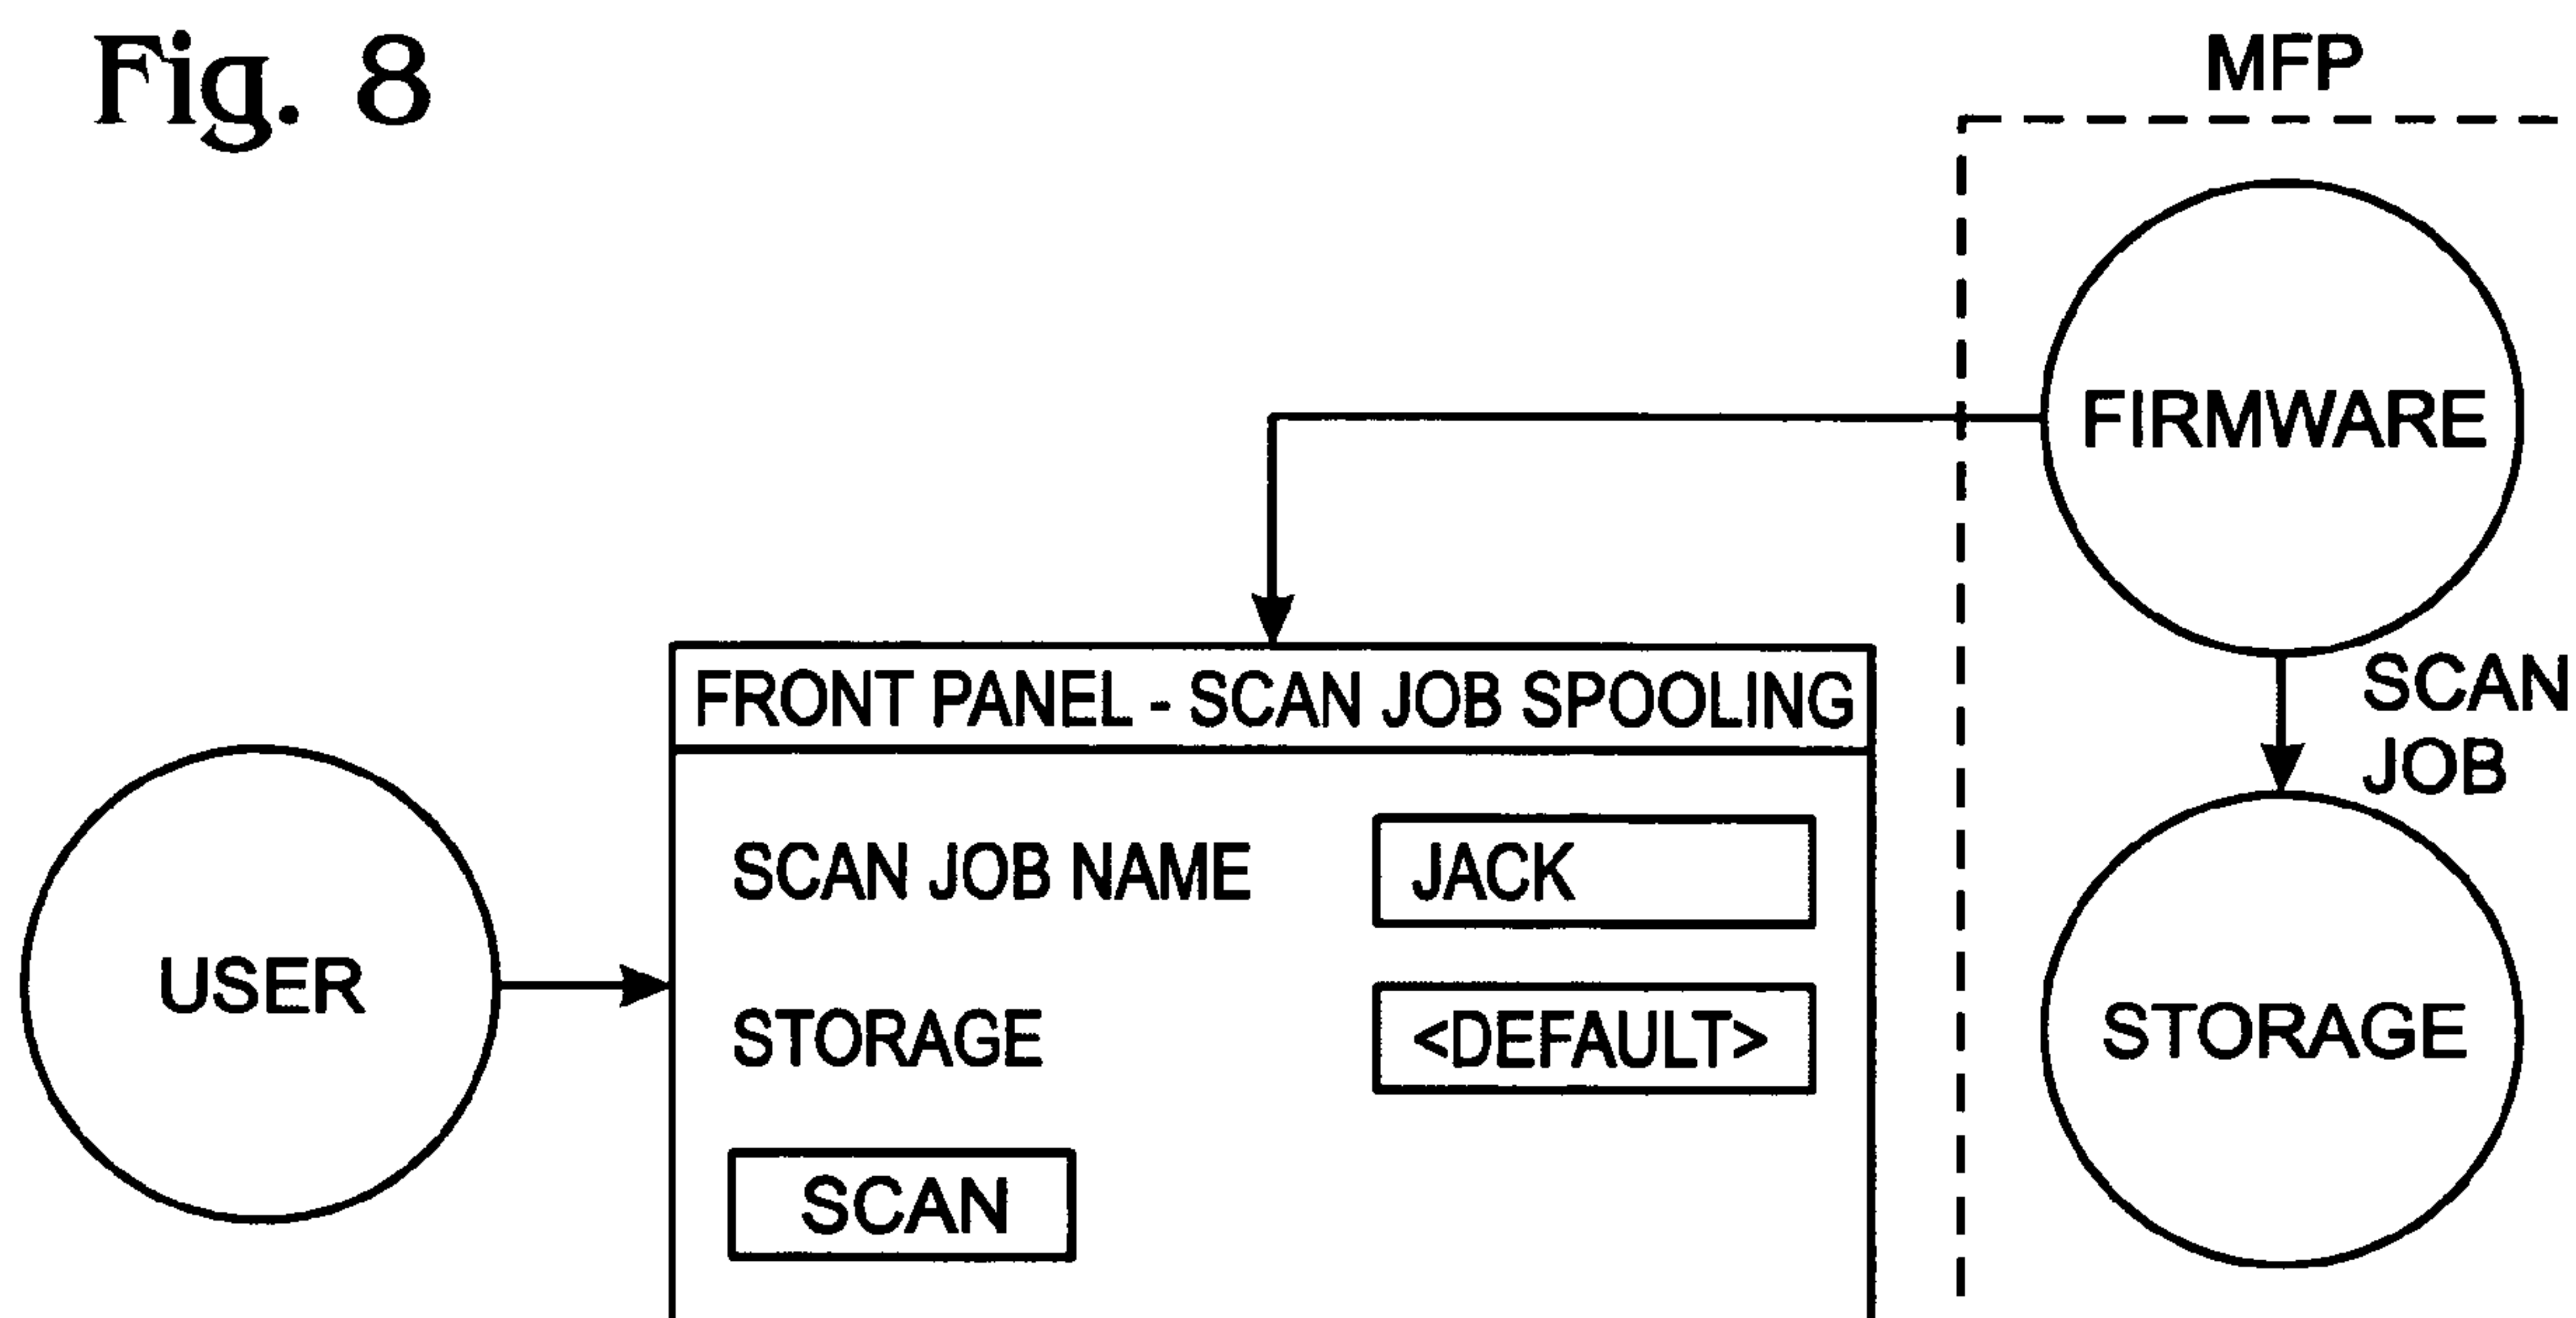 Fig. 8
MFP
FIRMWARE
SCAN
JOB
FRONT PANEL - SCAN JOB SPOOLING
SCAN JOB NAME JACK
USER
STORAGE <DEFAULT>
STORAGE
SCAN